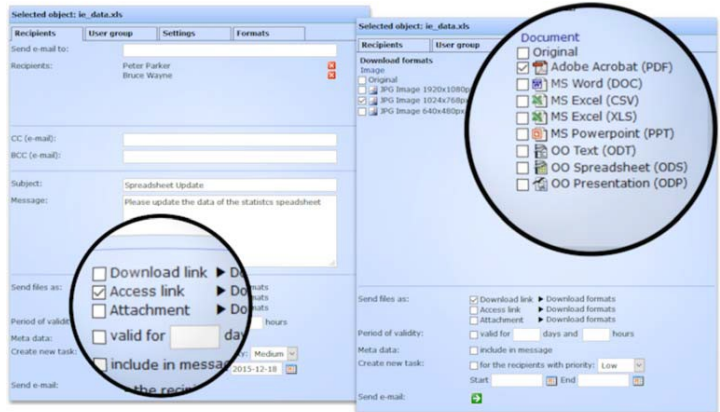 Selected object: ie_data.xls
Recipients
User group
Settings
Formats
Send e-mail to:
Recipients:
Peter Parker
Bruce Wayne
CC (e-mail):
BCC (e-mail):
Subject:
Spreadsheet Update
Message:
Please update the data of the statistcs speadsheet
Download link
Access link
Attachment
valid for
include in messa
Send files as:
Period of validit
hours
Meta data:
Create new task:
Medium
2015-12-18
Send e-mail:
Selected object: ie_data.xls
Recipients
User group
Download formats
Image
Original
JPG Image 1920x1080p
JPG Image 1024x768p
JPG Image 640x480px
Document
Original
Adobe Acrobat (PDF)
MS Word (DOC)
MS Excel (CSV)
MS Excel (XLS)
MS Powerpoint (PPT)
OO Text (ODT)
OO Spreadsheet (ODS)
OO Presentation (ODP)
Send files as:
Download link ▶ Download formats
Access link ▶ Download formats
Attachment ▶ Download formats
Period of validity:
valid for days and hours
Meta data:
include in message
Create new task:
for the recipients with priority: Low
Start End
Send e-mail: